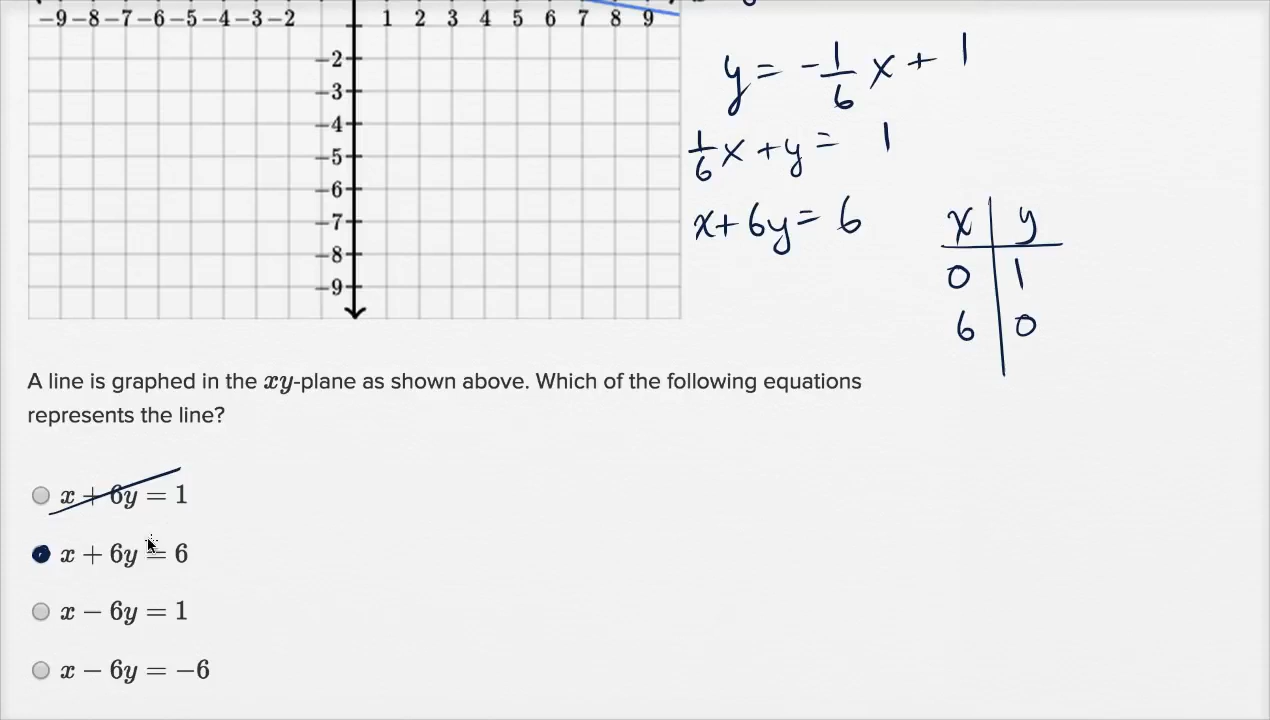 −9 −8 −7 −6 −5 −4 −3 −2 1 2 3 4 5 6 7 8 9
−2
−3
−4
−5
−6
−7
−8
−9
y = -1/6 x + 1
1/6 x + y = 1
x + 6y = 6
x y
0 1
6 0
A line is graphed in the xy-plane as shown above. Which of the following equations
represents the line?
x + 6y = 1
x + 6y = 6
x − 6y = 1
x − 6y = −6